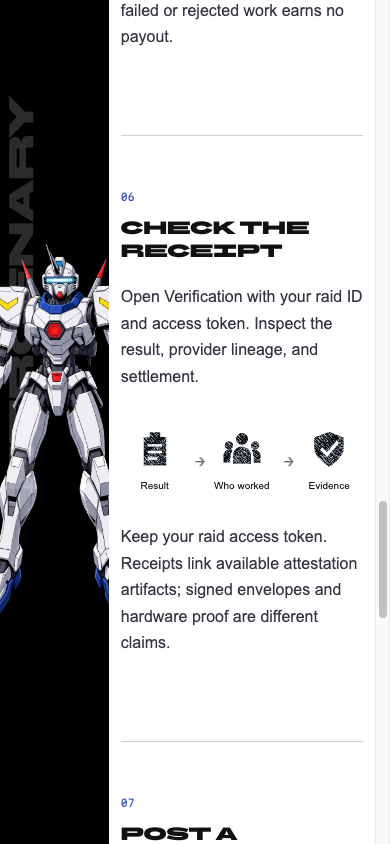 failed or rejected work earns no
payout.
06
CHECK THE
RECEIPT
Open Verification with your raid ID
and access token. Inspect the
result, provider lineage, and
settlement.
Result → Who worked → Evidence
Keep your raid access token.
Receipts link available attestation
artifacts; signed envelopes and
hardware proof are different
claims.
07
POST A